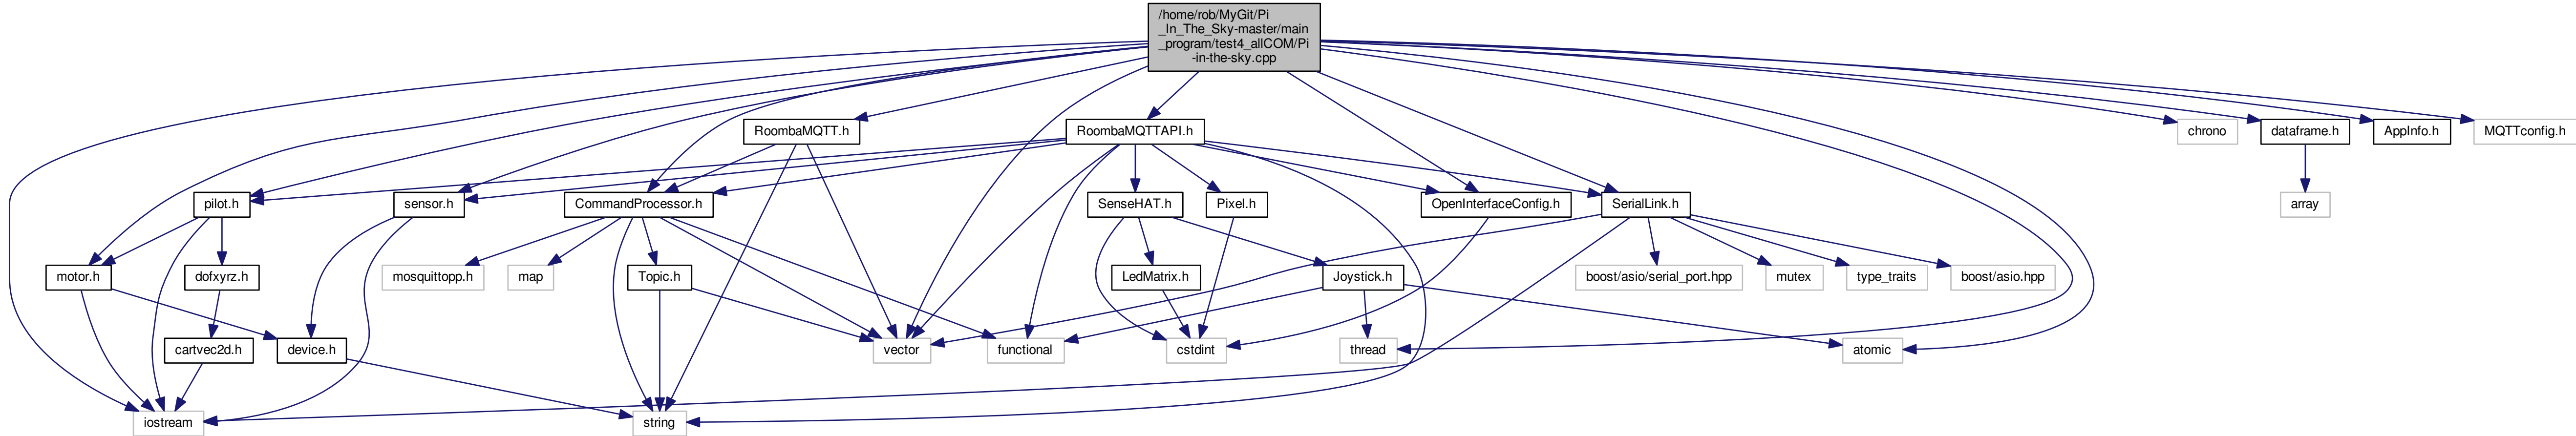 /home/rob/MyGit/Pi
_In_The_Sky-master/main
_program/test4_allCOM/Pi
-in-the-sky.cpp
RoombaMQTT.h
RoombaMQTTAPI.h
chrono
dataframe.h
AppInfo.h
MQTTconfig.h
pilot.h
sensor.h
CommandProcessor.h
SenseHAT.h
Pixel.h
OpenInterfaceConfig.h
SerialLink.h
array
motor.h
dofxyrz.h
mosquittopp.h
map
Topic.h
LedMatrix.h
Joystick.h
boost/asio/serial_port.hpp
mutex
type_traits
boost/asio.hpp
cartvec2d.h
device.h
vector
functional
cstdint
thread
atomic
iostream
string